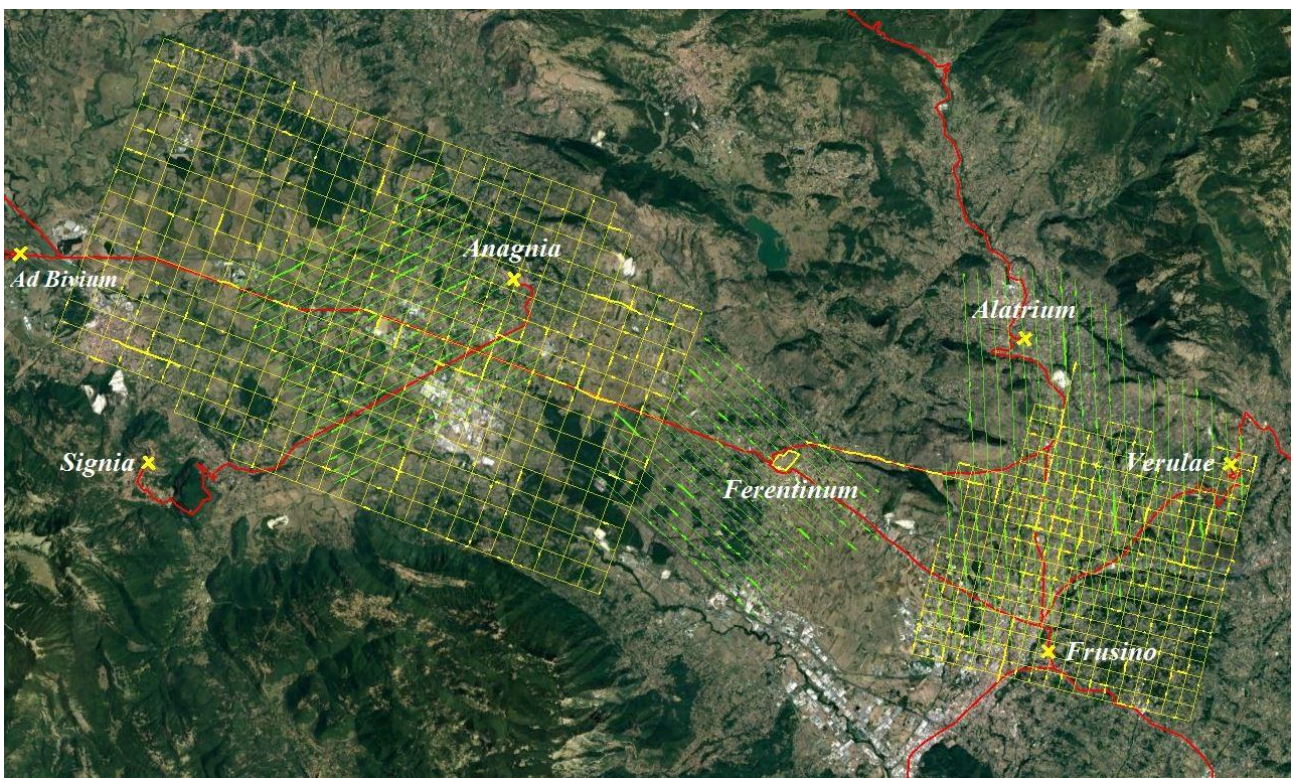 Anagnia
Ad Bivium
Alatrium
Signia
Verulae
Ferentinum
Frusino